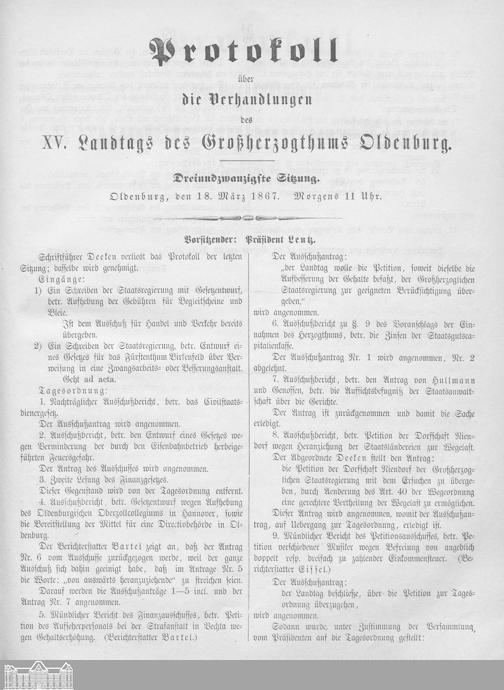 Protokoll
über
die Verhandlungen
des
XV. Landtags des Großherzogthums Oldenburg.
Dreiundzwanzigste Sitzung.
Oldenburg, den 18. März 1867. Morgens 11 Uhr.
Vorsitzender: Präsident Lentz.
Schriftführer Deeken verliest das Protokoll der letzten
Sitzung; dasselbe wird genehmigt.
Eingänge:
1) Ein Schreiben der Staatsregierung mit Gesetzentwurf,
betr. Aufhebung der Gebühren für Begleitscheine und
Bleie.
Ist dem Ausschuß für Handel und Verkehr bereits
übergeben.
2) Ein Schreiben der Staatsregierung, betr. Entwurf ei-
nes Gesetzes für das Fürstenthum Birkenfeld über Ver-
weisung in eine Zwangsarbeits- oder Besserungsanstalt.
Geht ad acta.
Tagesordnung:
1. Nachträglicher Ausschußbericht, betr. das Civilstaats-
dienergesetz.
Der Ausschußantrag wird angenommen.
2. Ausschußbericht, betr. den Entwurf eines Gesetzes we-
gen Verminderung der durch den Eisenbahnbetrieb herbeige-
führten Feuersgefahr.
Der Antrag des Ausschusses wird angenommen.
3. Zweite Lesung des Finanzgesetzes.
Dieser Gegenstand wird von der Tagesordnung entfernt.
4. Ausschußbericht, betr. Gesetzentwurf wegen Aufhebung
des Oldenburgischen Oberzollcollegiums in Hannover, sowie
die Bereitstellung der Mittel für eine Directiobehörde in Ol-
denburg.
Der Berichterstatter Bartel zeigt an, daß der Antrag
Nr. 6 vom Ausschusse zurückgezogen werde, weil der ganze
Ausschuß sich dahin geeinigt habe, daß im Antrage Nr. 5
die Worte: „von auswärts heranzuziehende" zu streichen seien.
Darauf werden die Ausschußanträge 1—5 incl. und der
Antrag Nr. 7 angenommen.
5. Mündlicher Bericht des Finanzausschusses, betr. Peti-
tion des Aufseherpersonals bei der Strafanstalt in Vechta we-
gen Gehaltserhöhung. (Berichterstatter Bartel.)
Der Ausschußantrag:
„der Landtag wolle die Petition, soweit dieselbe die
Aufbesserung der Gehalte befaßt, der Großherzoglichen
Staatsregierung zur geeigneten Berücksichtigung überge-
ben,"
wird angenommen.
6. Ausschußbericht zu § 9 des Voranschlags der Ein-
nahmen des Herzogthums, betr. die Zinsen des Staatsgutsca-
pitalienkasse.
Der Ausschußantrag Nr. 1 wird angenommen, Nr. 2
abgelehnt.
7. Ausschußbericht, betr. den Antrag von Hullmann
und Genossen, betr. die Aufsichtsbefugniß der Staatsanwalt-
schaft über die Gerichte.
Der Antrag ist zurückgenommen und damit die Sache
erledigt.
8. Ausschußbericht, betr. Petition der Dorfschaft Nien-
dorf wegen Heranziehung der Staatsländereien zur Wegelast.
Der Abgeordnete Deeken stellt den Antrag:
die Petition der Dorfschaft Niendorf der Großherzog-
lichen Staatsregierung mit dem Ersuchen zu überge-
ben, durch Aenderung des Art. 40 der Wegeordnung
eine gerechtere Vertheilung der Wegelast zu ermöglichen.
Dieser Antrag wird angenommen, womit der Ausschußan-
trag, auf Uebergang zur Tagesordnung, erledigt ist.
9. Mündlicher Bericht des Petitionsausschusses, betr. Pe-
tition verschiedener Musiker wegen Befreiung von angeblich
doppelt resp. dreifach zu zahlender Einkommensteuer. (Be-
richterstatter Eissel.)
Der Ausschußantrag:
der Landtag beschließe, über die Petition zur Tages-
ordnung überzugehen,
wird angenommen.
Sodann wurde, unter Zustimmung der Versammlung
vom Präsidenten auf die Tagesordnung gestellt: